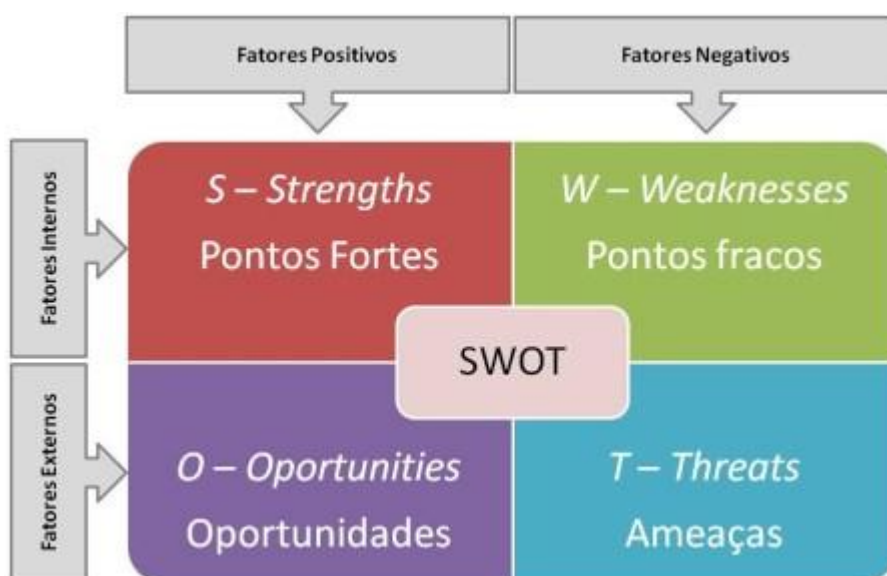 Fatores Positivos
Fatores Negativos
Fatores Internos
S – Strengths
Pontos Fortes
W – Weaknesses
Pontos fracos
SWOT
Fatores Externos
O – Oportunities
Oportunidades
T – Threats
Ameaças